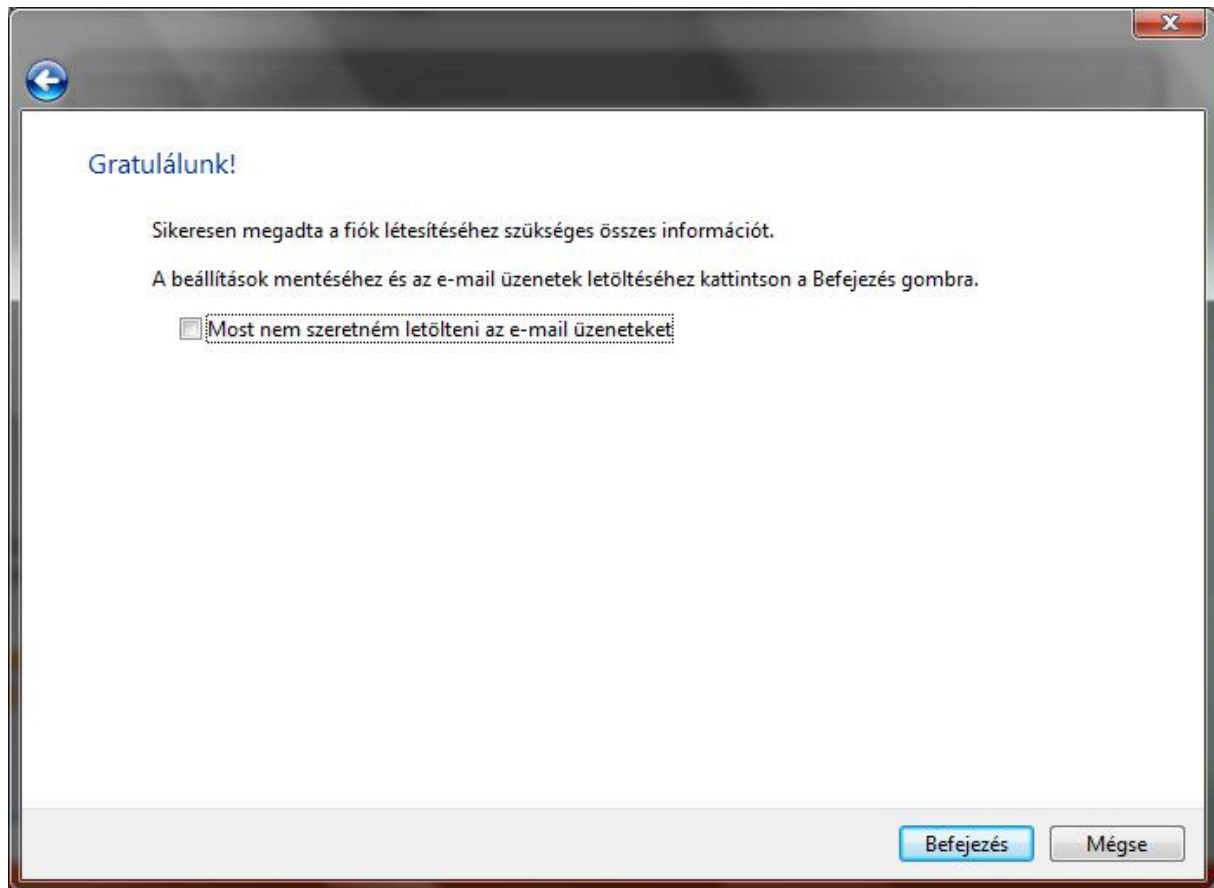 Gratulálunk!
Sikeresen megadta a fiók létesítéséhez szükséges összes információt.
A beállítások mentéséhez és az e-mail üzenetek letöltéséhez kattintson a Befejezés gombra.
Most nem szeretném letölteni az e-mail üzeneteket
Befejezés
Mégse